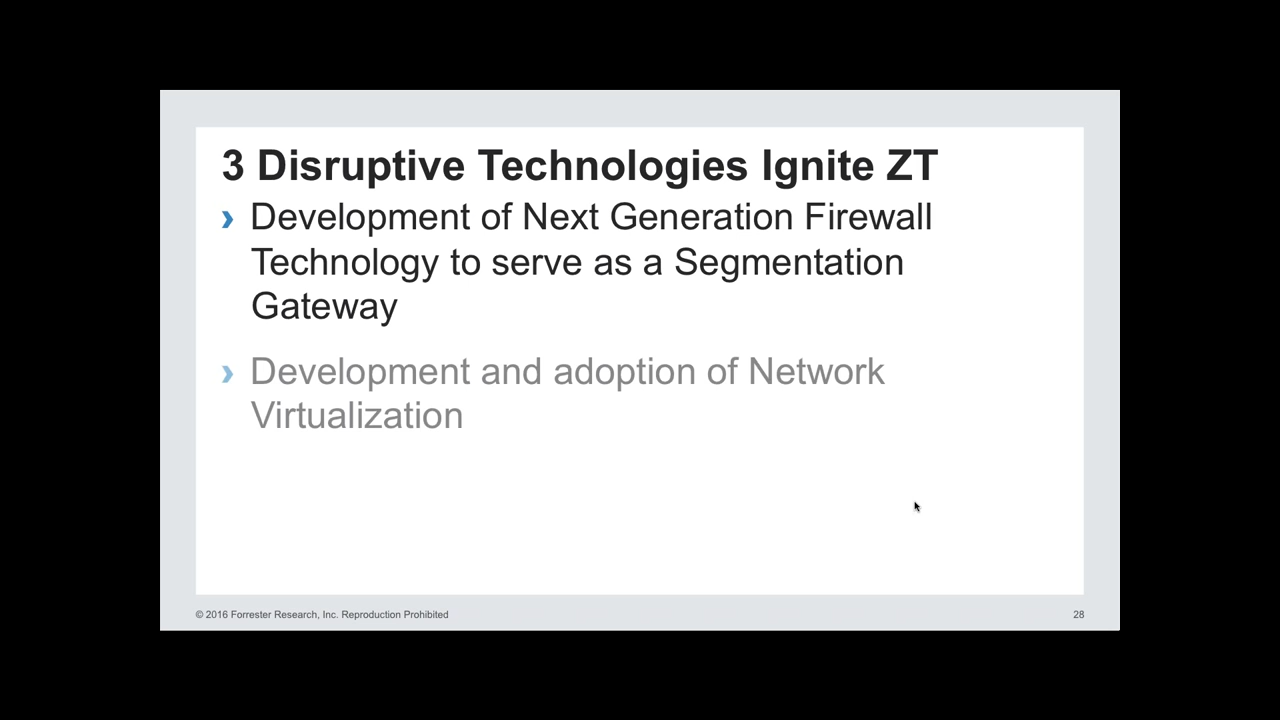 3 Disruptive Technologies Ignite ZT
› Development of Next Generation Firewall
Technology to serve as a Segmentation
Gateway
› Development and adoption of Network
Virtualization
© 2016 Forrester Research, Inc. Reproduction Prohibited
28